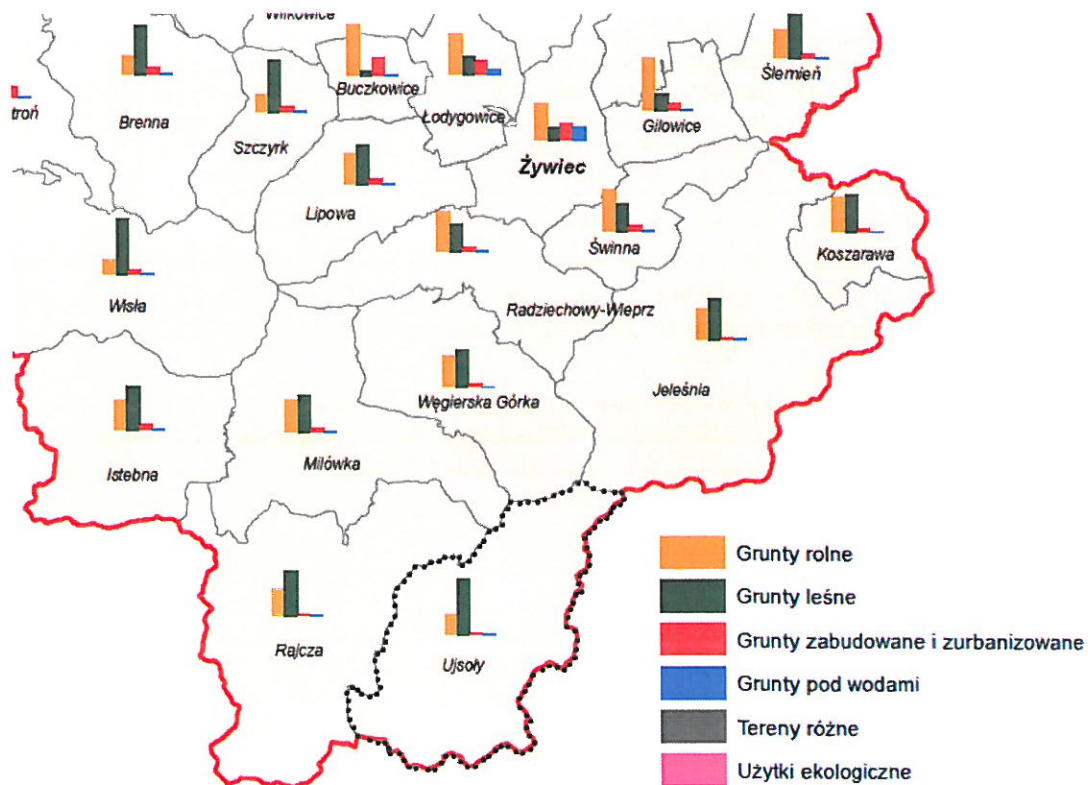 Ślemień
Buczkowice
troń
Brenna
Łodygowice
Gilowice
Szczyrk
Żywiec
Lipowa
Świnna
Koszarawa
Wisła
Radziechowy-Wieprz
Jeleśnia
Węgierska Górka
Istebna
Milówka
Rajcza
Ujsoły
Grunty rolne
Grunty leśne
Grunty zabudowane i zurbanizowane
Grunty pod wodami
Tereny różne
Użytki ekologiczne